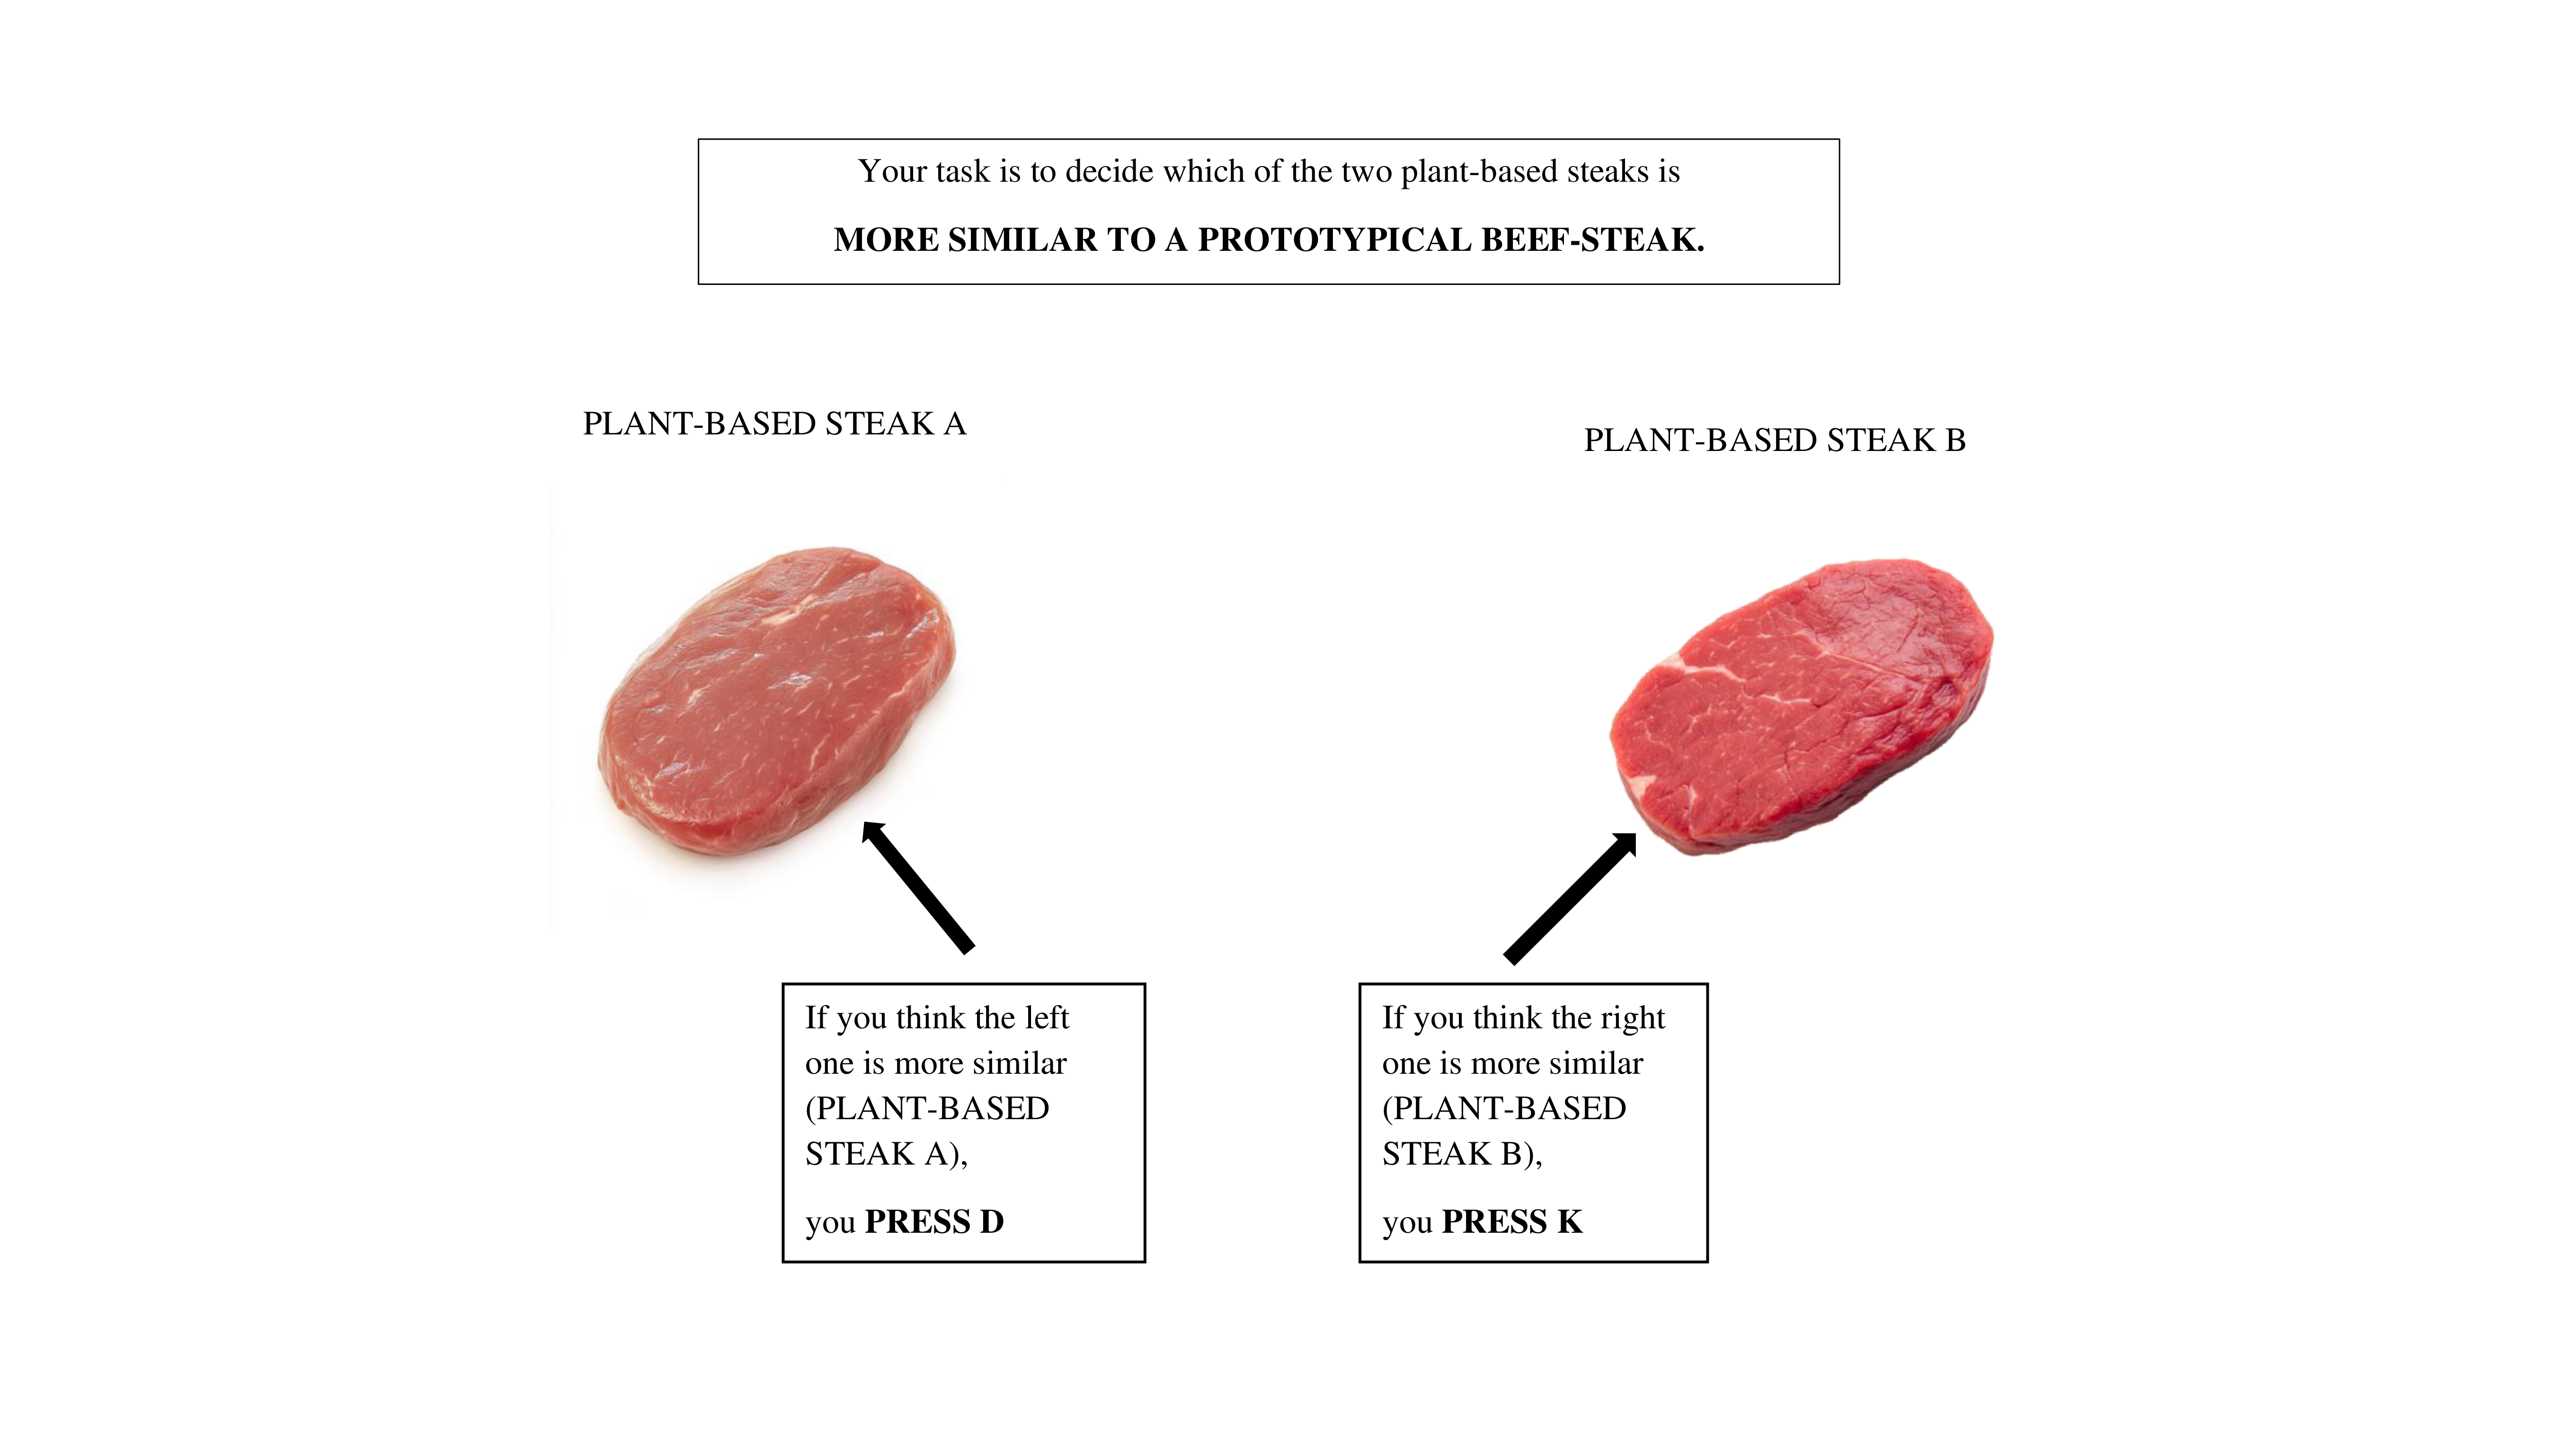 Your task is to decide which of the two plant-based steaks is
MORE SIMILAR TO A PROTOTYPICAL BEEF-STEAK.
PLANT-BASED STEAK A
PLANT-BASED STEAK B
If you think the left
one is more similar
(PLANT-BASED
STEAK A),
you PRESS D
If you think the right
one is more similar
(PLANT-BASED
STEAK B),
you PRESS K